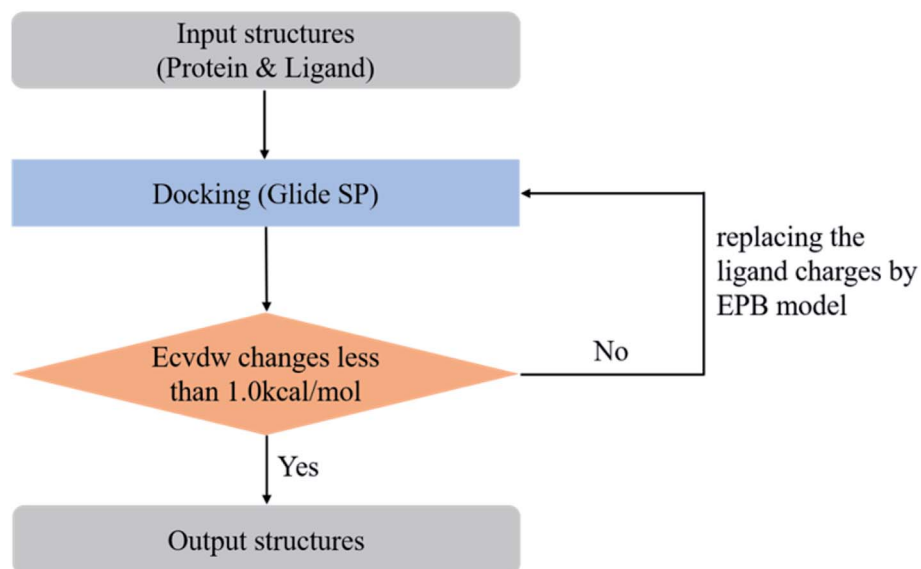 Input structures
(Protein & Ligand)
Docking (Glide SP)
replacing the
ligand charges by
EPB model
Ecvdw changes less
than 1.0kcal/mol
No
Yes
Output structures